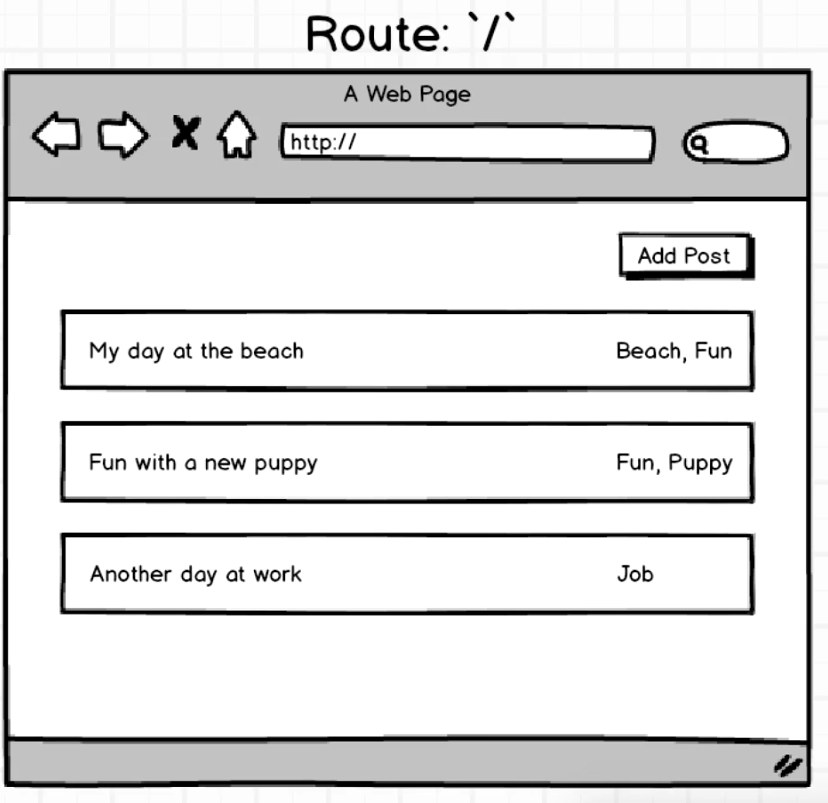 Route: `/`
A Web Page
http://
Add Post
My day at the beach Beach, Fun
Fun with a new puppy Fun, Puppy
Another day at work Job